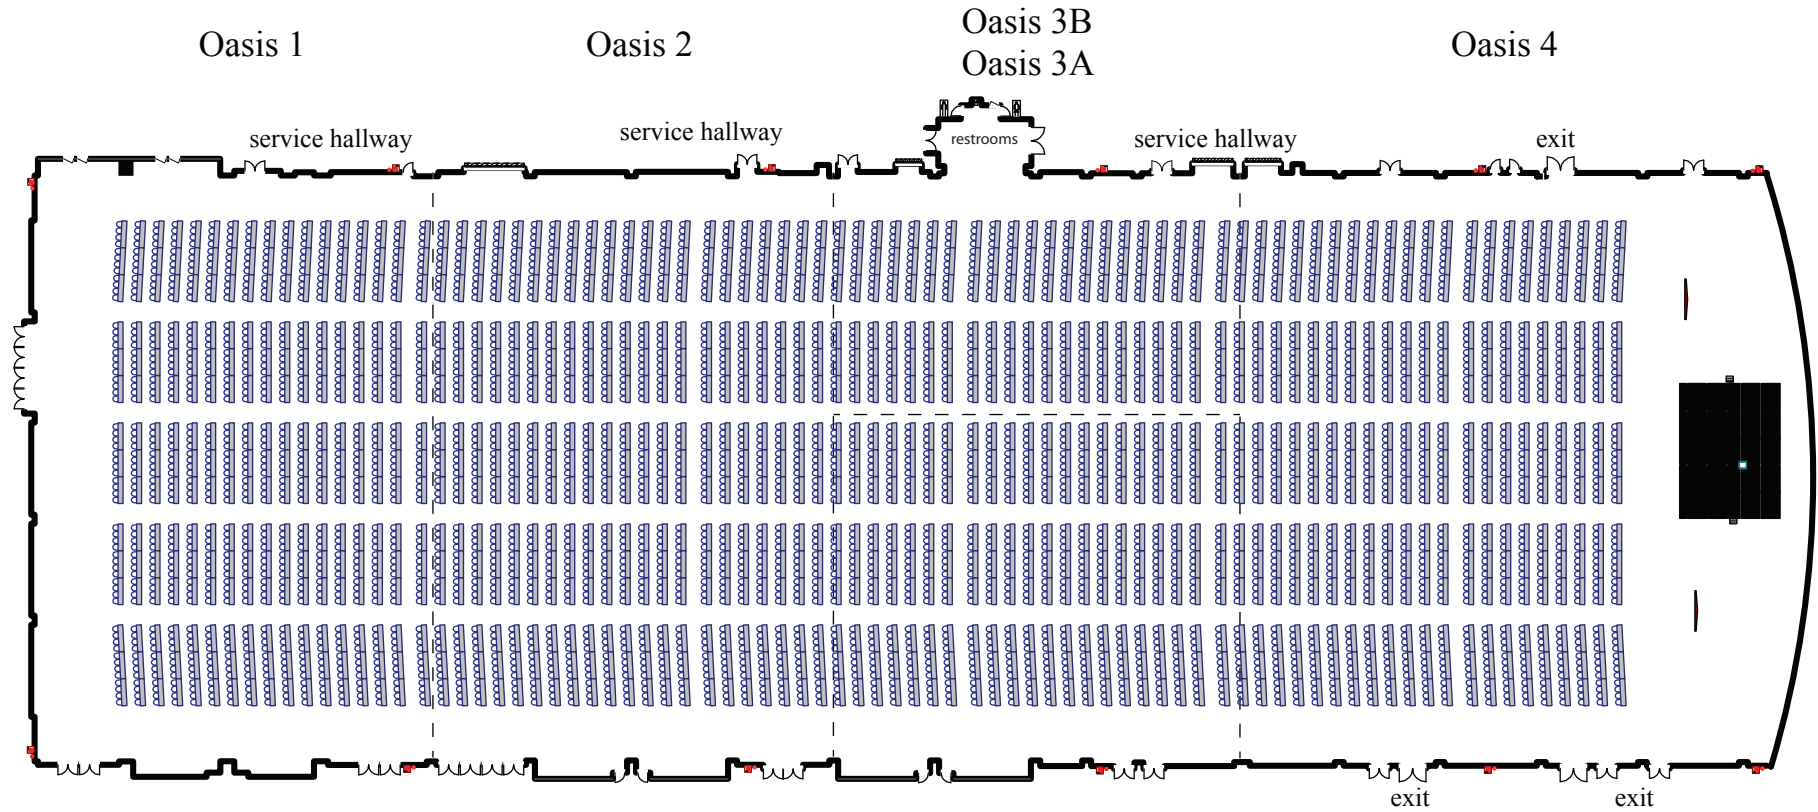 Oasis 1
Oasis 2
Oasis 3B
Oasis 3A
Oasis 4
service hallway
service hallway
restrooms
service hallway
exit
exit
exit